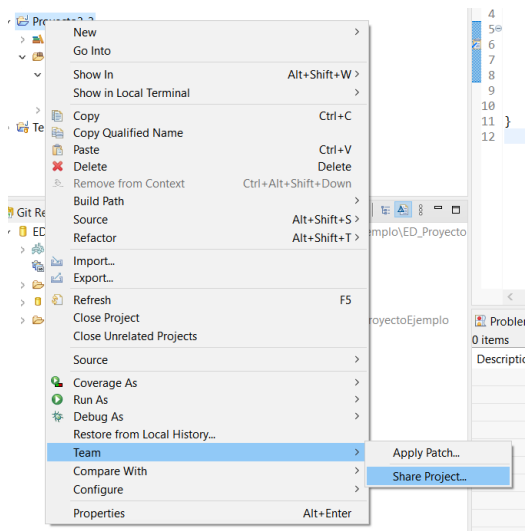 Proyecto2_2
New
Go Into
Show In Alt+Shift+W
Show in Local Terminal
Copy Ctrl+C
Copy Qualified Name
Paste Ctrl+V
Delete Delete
Remove from Context Ctrl+Alt+Shift+Down
Build Path
Source Alt+Shift+S
Refactor Alt+Shift+T
Import...
Export...
Refresh F5
Close Project
Close Unrelated Projects
Source
Coverage As
Run As
Debug As
Restore from Local History...
Team
Compare With
Configure
Properties Alt+Enter
Apply Patch...
Share Project...
Te
Git Re
ED
emplo\ED_Proyecto
royectoEjemplo
4
5
6
7
8
9
10
11 }
12
Probler
0 items
Descriptio